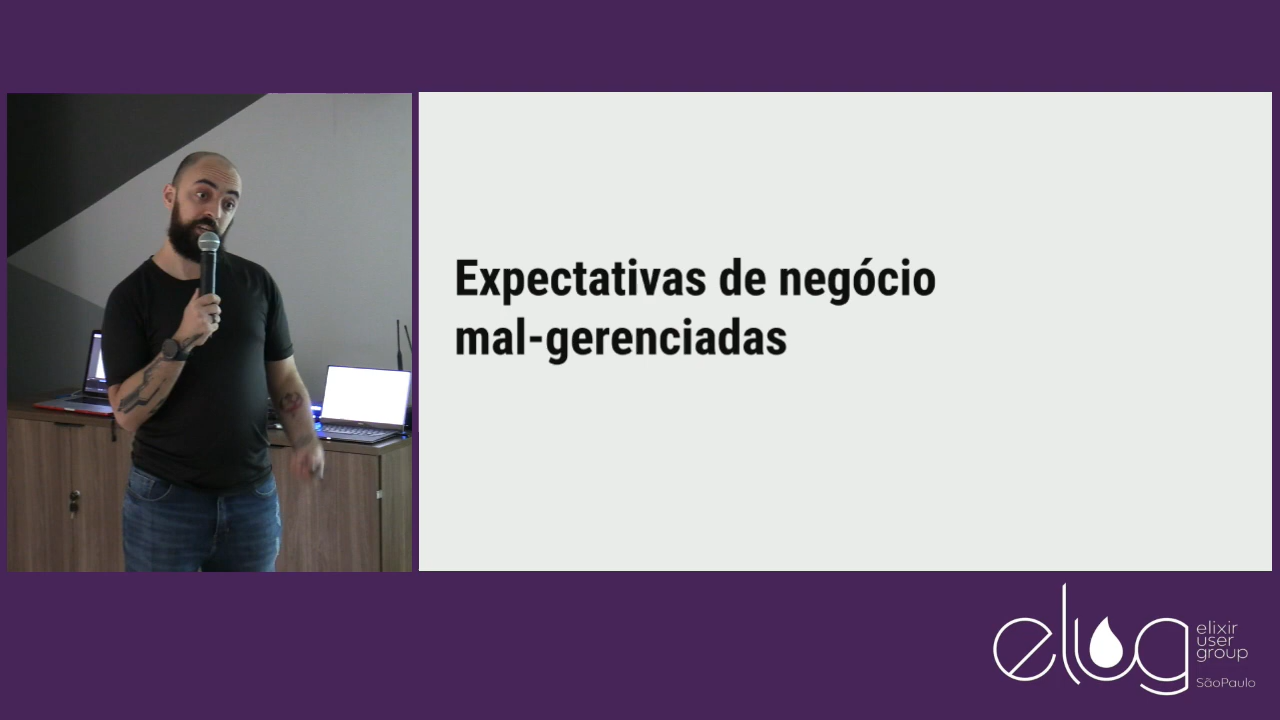 Expectativas de negócio
mal-gerenciadas
elug
elixir
user
group
SãoPaulo